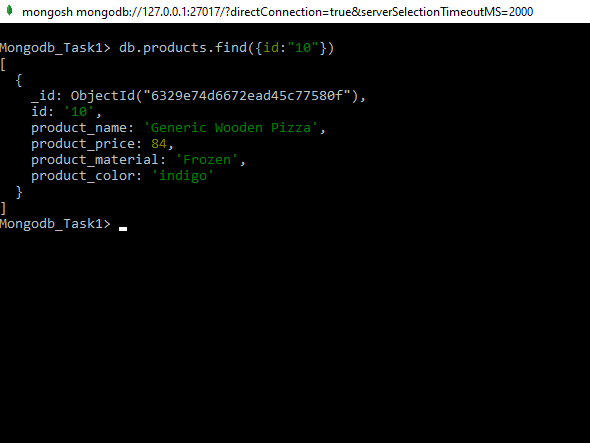 mongosh mongodb://127.0.0.1:27017/?directConnection=true&serverSelectionTimeoutMS=2000
Mongodb_Task1> db.products.find({id:"10"})
[
  {
    _id: ObjectId("6329e74d6672ead45c77580f"),
    id: '10',
    product_name: 'Generic Wooden Pizza',
    product_price: 84,
    product_material: 'Frozen',
    product_color: 'indigo'
  }
]
Mongodb_Task1>